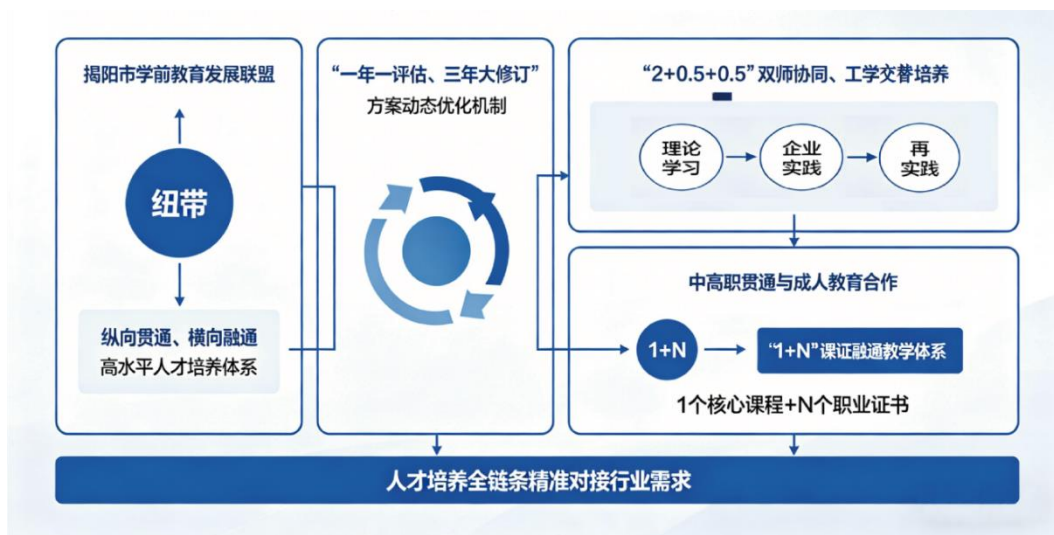 揭阳市学前教育发展联盟
纽带
纵向贯通、横向融通
高水平人才培养体系
“一年一评估、三年大修订”
方案动态优化机制
“2+0.5+0.5”双师协同、工学交替培养
理论
学习
企业
实践
再
实践
中高职贯通与成人教育合作
1+N
“1+N”课证融通教学体系
1个核心课程+N个职业证书
人才培养全链条精准对接行业需求